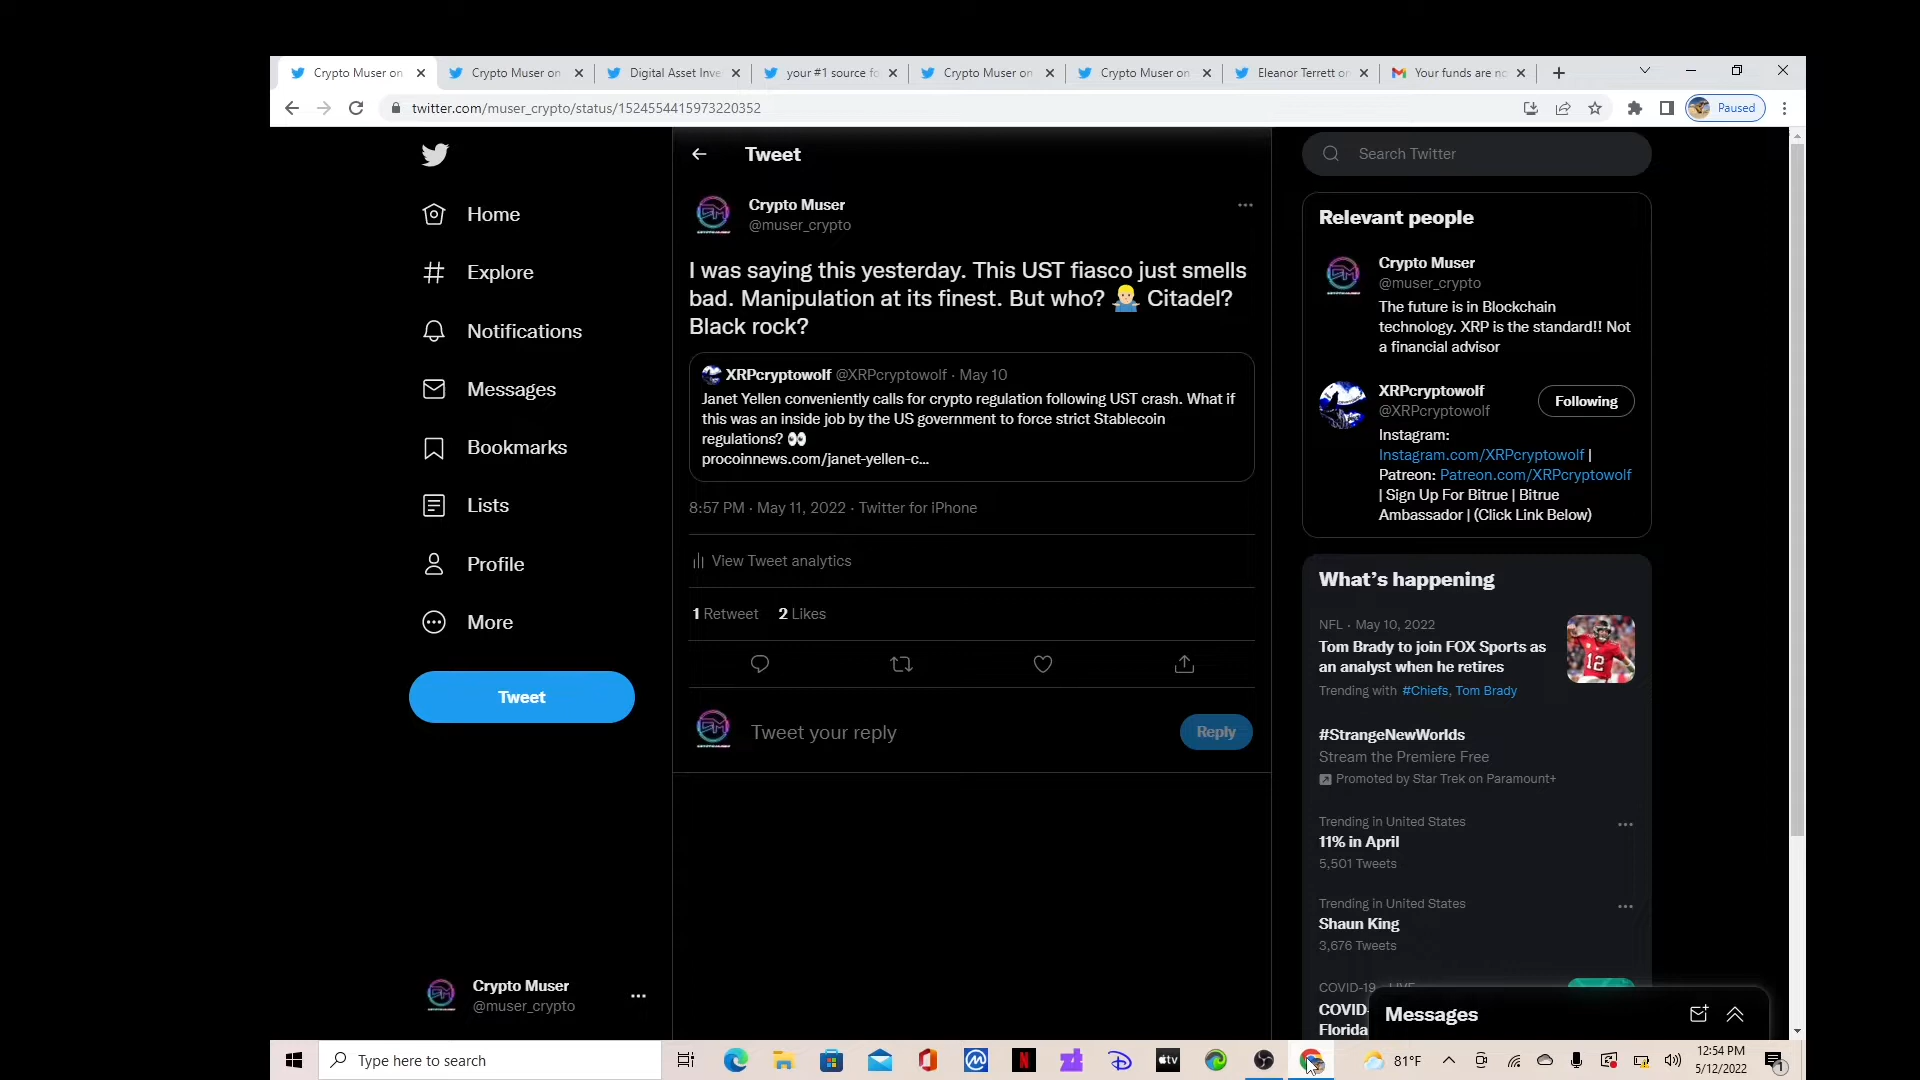 Crypto Muser on
Crypto Muser on
Digital Asset Inve
your #1 source fo
Crypto Muser on
Crypto Muser on
Eleanor Terrett on
Your funds are no
twitter.com/muser_crypto/status/1524554415973220352
Paused
Tweet
Search Twitter
Home
Explore
Notifications
Messages
Bookmarks
Lists
Profile
More
Tweet
Crypto Muser
@muser_crypto
Crypto Muser
@muser_crypto
I was saying this yesterday. This UST fiasco just smells
bad. Manipulation at its finest. But who? 🤷🏼‍♂️ Citadel?
Black rock?
XRPcryptowolf @XRPcryptowolf · May 10
Janet Yellen conveniently calls for crypto regulation following UST crash. What if
this was an inside job by the US government to force strict Stablecoin
regulations? 👀
procoinnews.com/janet-yellen-c...
8:57 PM · May 11, 2022 · Twitter for iPhone
View Tweet analytics
1 Retweet 2 Likes
Tweet your reply
Reply
Relevant people
Crypto Muser
@muser_crypto
The future is in Blockchain
technology. XRP is the standard!! Not
a financial advisor
XRPcryptowolf
@XRPcryptowolf
Following
Instagram:
Instagram.com/XRPcryptowolf |
Patreon: Patreon.com/XRPcryptowolf
| Sign Up For Bitrue | Bitrue
Ambassador | (Click Link Below)
What's happening
NFL · May 10, 2022
Tom Brady to join FOX Sports as
an analyst when he retires
Trending with #Chiefs, Tom Brady
12
#StrangeNewWorlds
Stream the Premiere Free
Promoted by Star Trek on Paramount+
Trending in United States
11% in April
5,501 Tweets
Trending in United States
Shaun King
3,676 Tweets
COVID-19 · LIVE
COVID-
Florida
Messages
Type here to search
tv
81°F
12:54 PM
5/12/2022
1